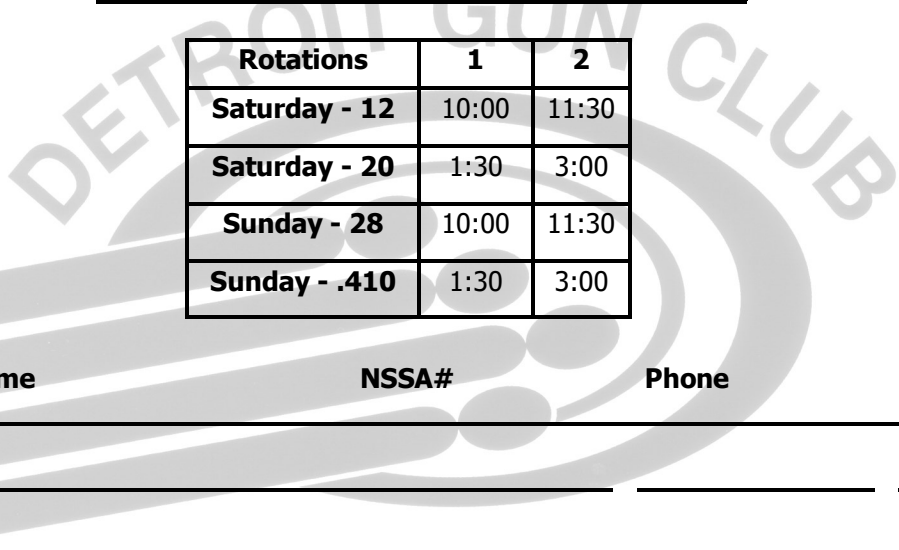 DETROIT GUN CLUB
Rotations 1 2
Saturday - 12 10:00 11:30
Saturday - 20 1:30 3:00
Sunday - 28 10:00 11:30
Sunday - .410 1:30 3:00
me NSSA# Phone